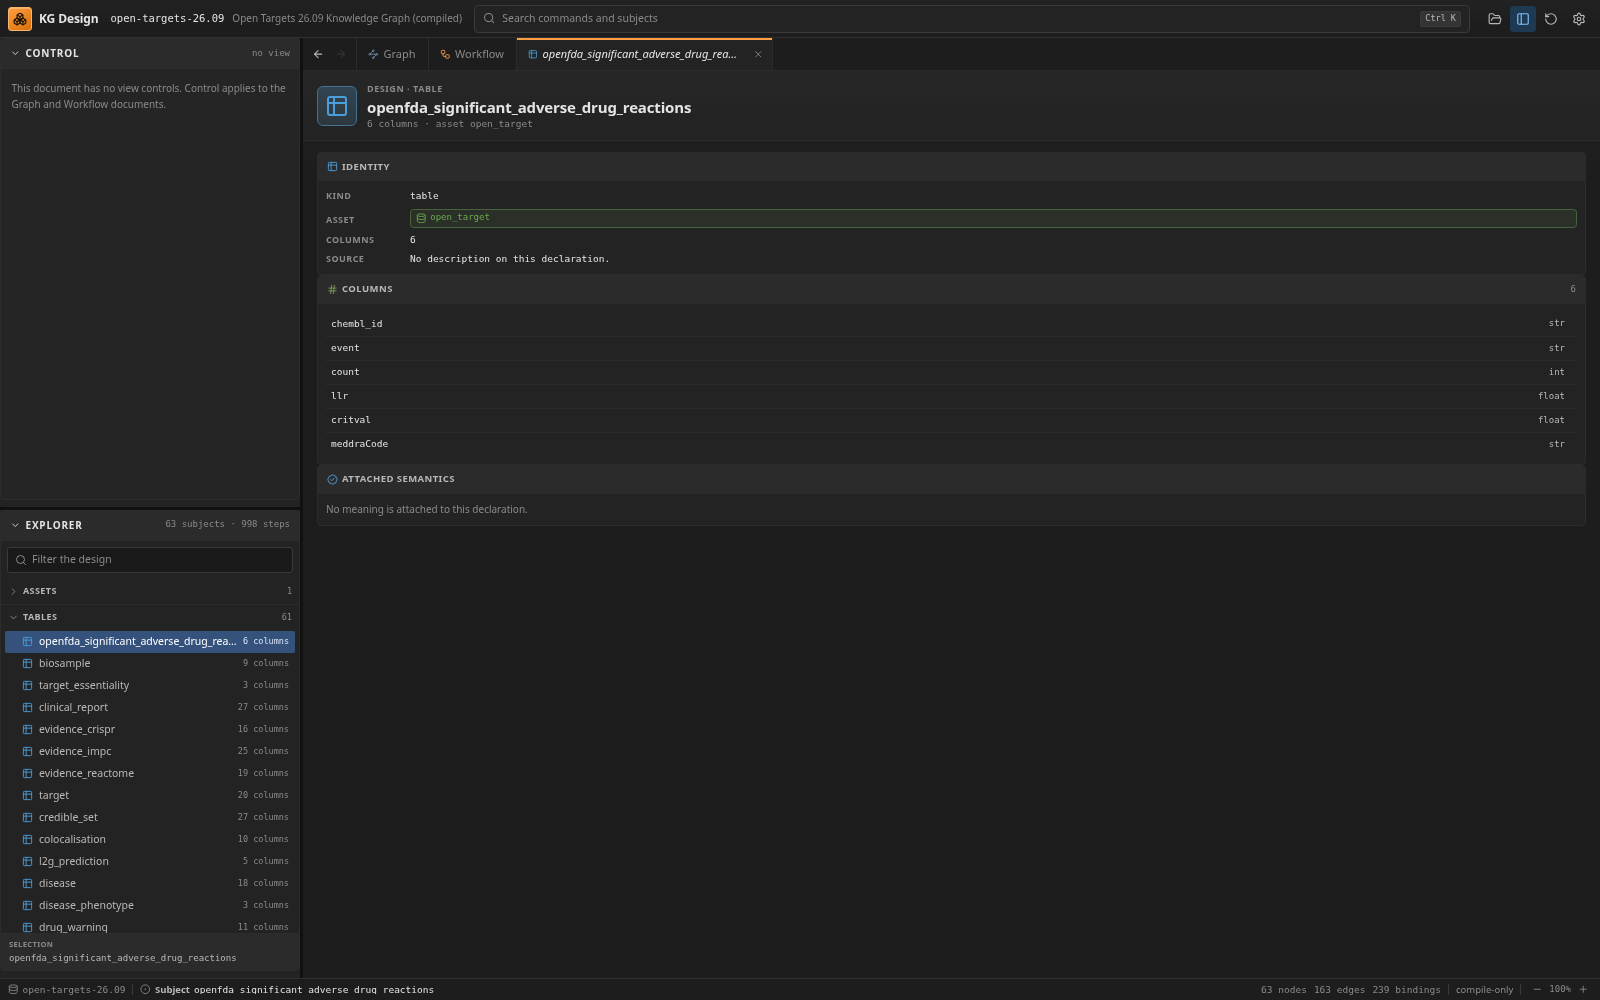 KG Design open-targets-26.09 Open Targets 26.09 Knowledge Graph (compiled) Search commands and subjects Ctrl K
CONTROL no view
This document has no view controls. Control applies to the
Graph and Workflow documents.
Graph Workflow openfda_significant_adverse_drug_rea...
DESIGN · TABLE
openfda_significant_adverse_drug_reactions
6 columns · asset open_target
IDENTITY
KIND table
ASSET open_target
COLUMNS 6
SOURCE No description on this declaration.
COLUMNS 6
chembl_id str
event str
count int
llr float
critval float
meddraCode str
ATTACHED SEMANTICS
No meaning is attached to this declaration.
EXPLORER 63 subjects · 998 steps
Filter the design
ASSETS 1
TABLES 61
openfda_significant_adverse_drug_rea... 6 columns
biosample 9 columns
target_essentiality 3 columns
clinical_report 27 columns
evidence_crispr 16 columns
evidence_impc 25 columns
evidence_reactome 19 columns
target 20 columns
credible_set 27 columns
colocalisation 10 columns
l2g_prediction 5 columns
disease 18 columns
disease_phenotype 3 columns
drug_warning 11 columns
SELECTION
openfda_significant_adverse_drug_reactions
open-targets-26.09 Subject openfda_significant_adverse_drug_reactions 63 nodes 163 edges 239 bindings compile-only 100%